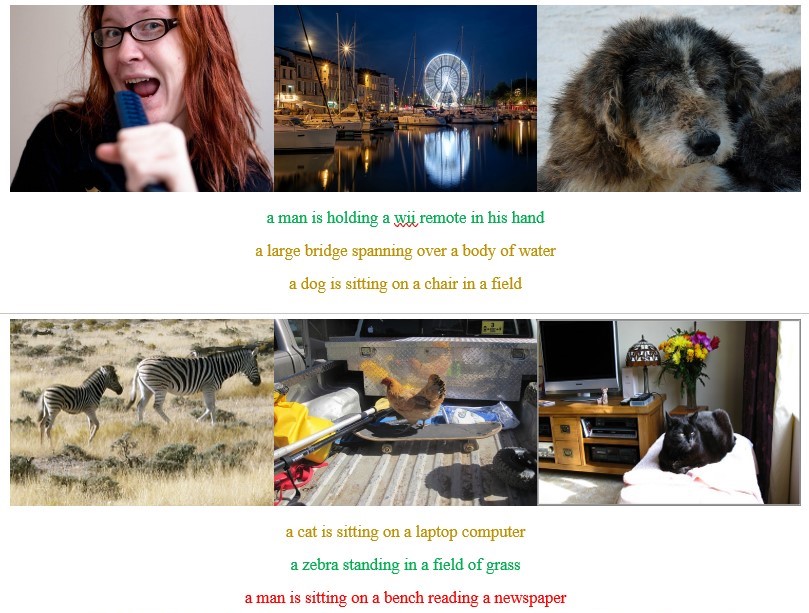 a man is holding a wii remote in his hand
a large bridge spanning over a body of water
a dog is sitting on a chair in a field
a cat is sitting on a laptop computer
a zebra standing in a field of grass
a man is sitting on a bench reading a newspaper